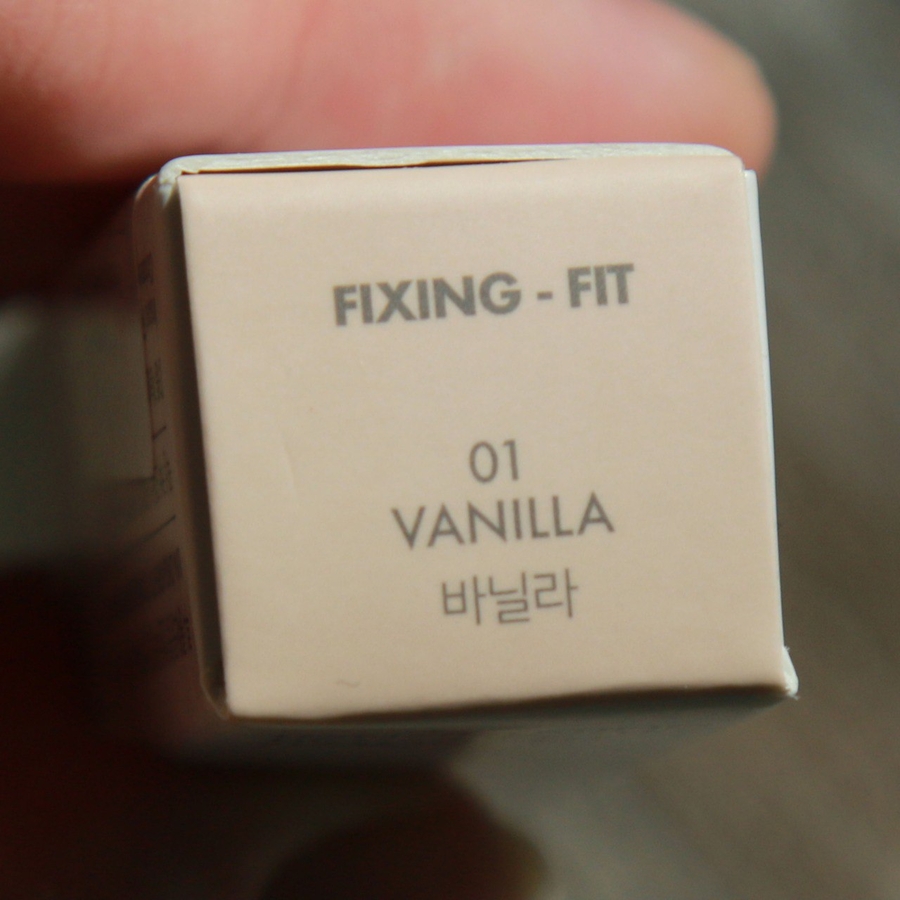 FIXING - FIT
01
VANILLA
바닐라